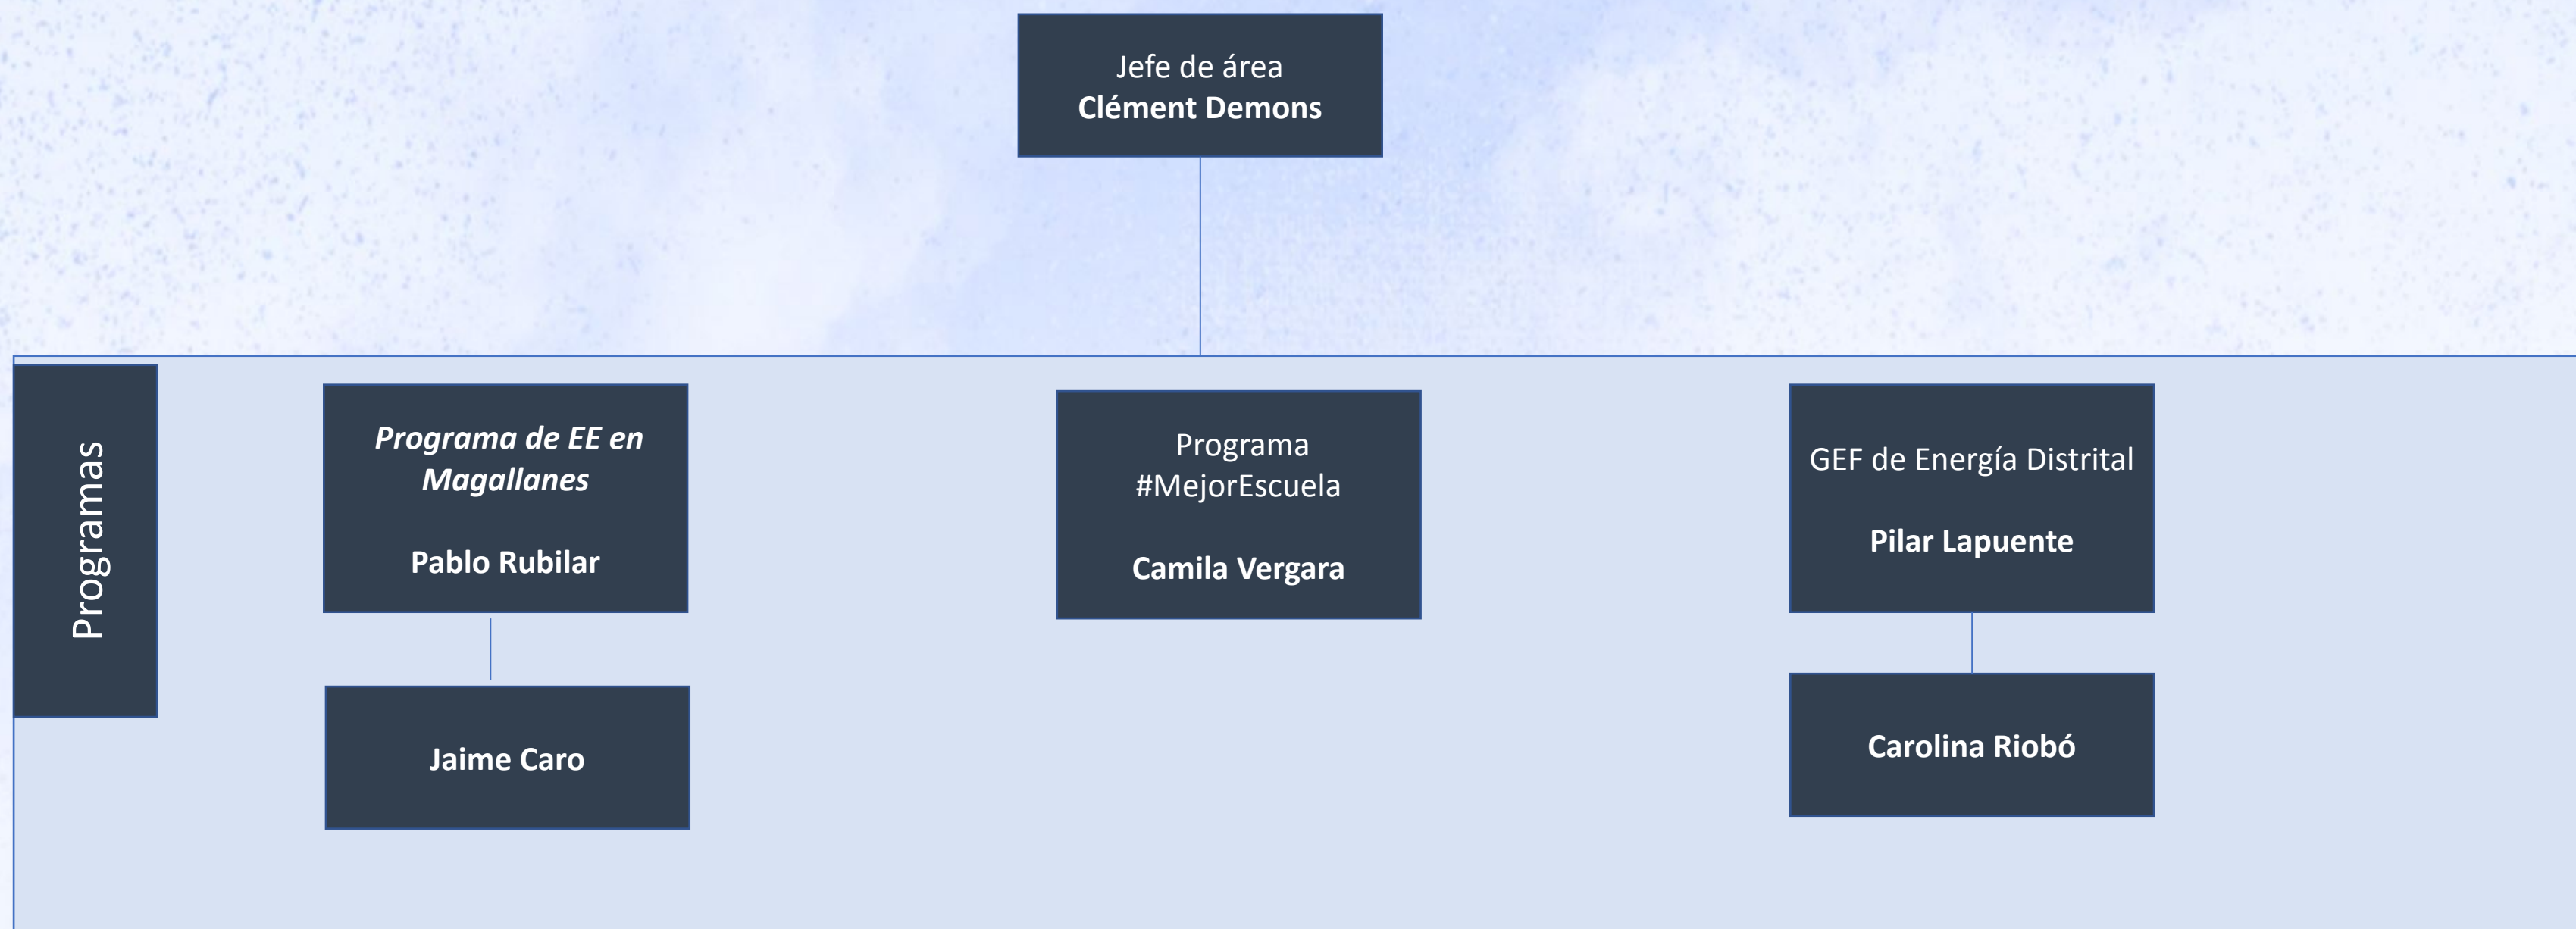 Jefe de área
Clément Demons
Programas
Programa de EE en
Magallanes
Pablo Rubilar
Jaime Caro
Programa
#MejorEscuela
Camila Vergara
GEF de Energía Distrital
Pilar Lapuente
Carolina Riobó